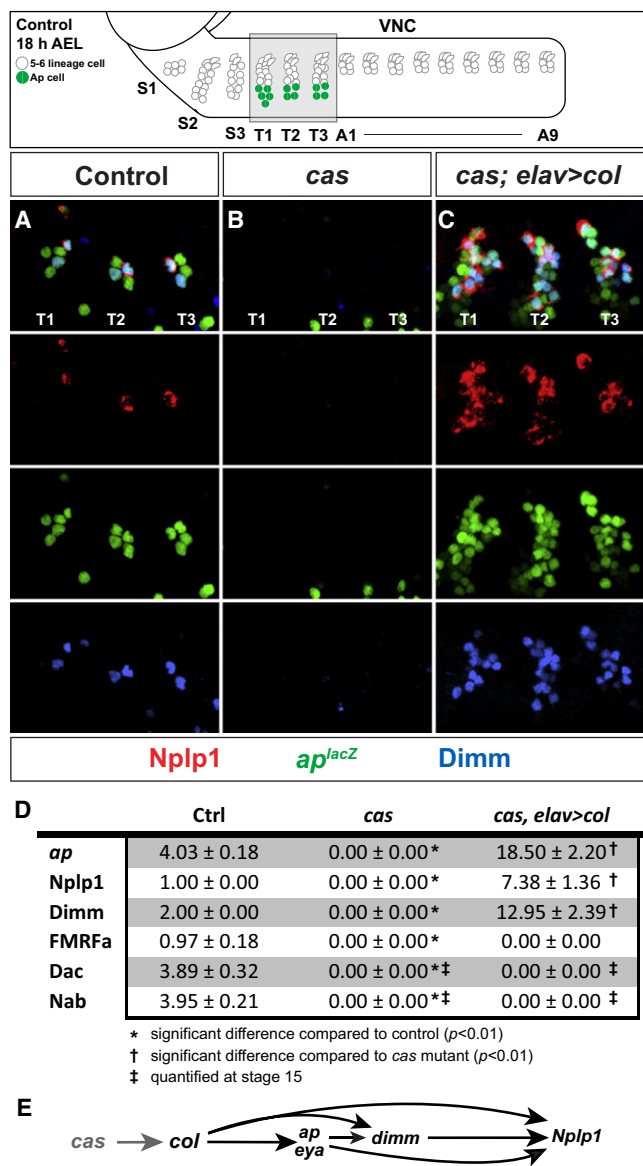 Control
18 h AEL
5-6 lineage cell
Ap cell
VNC
S1
S2
S3
T1
T2
T3
A1
A9
Control
cas
cas; elav>col
A
B
C
T1
T2
T3
T1
T2
T3
T1
T2
T3
Nplp1
ap^lacZ
Dimm
D
Ctrl cas cas, elav>col
ap 4.03 ± 0.18 0.00 ± 0.00* 18.50 ± 2.20†
Nplp1 1.00 ± 0.00 0.00 ± 0.00* 7.38 ± 1.36 †
Dimm 2.00 ± 0.00 0.00 ± 0.00* 12.95 ± 2.39†
FMRFa 0.97 ± 0.18 0.00 ± 0.00* 0.00 ± 0.00
Dac 3.89 ± 0.32 0.00 ± 0.00*‡ 0.00 ± 0.00 ‡
Nab 3.95 ± 0.21 0.00 ± 0.00*‡ 0.00 ± 0.00 ‡
* significant difference compared to control (p<0.01)
† significant difference compared to cas mutant (p<0.01)
‡ quantified at stage 15
E
cas
col
ap
eya
dimm
Nplp1